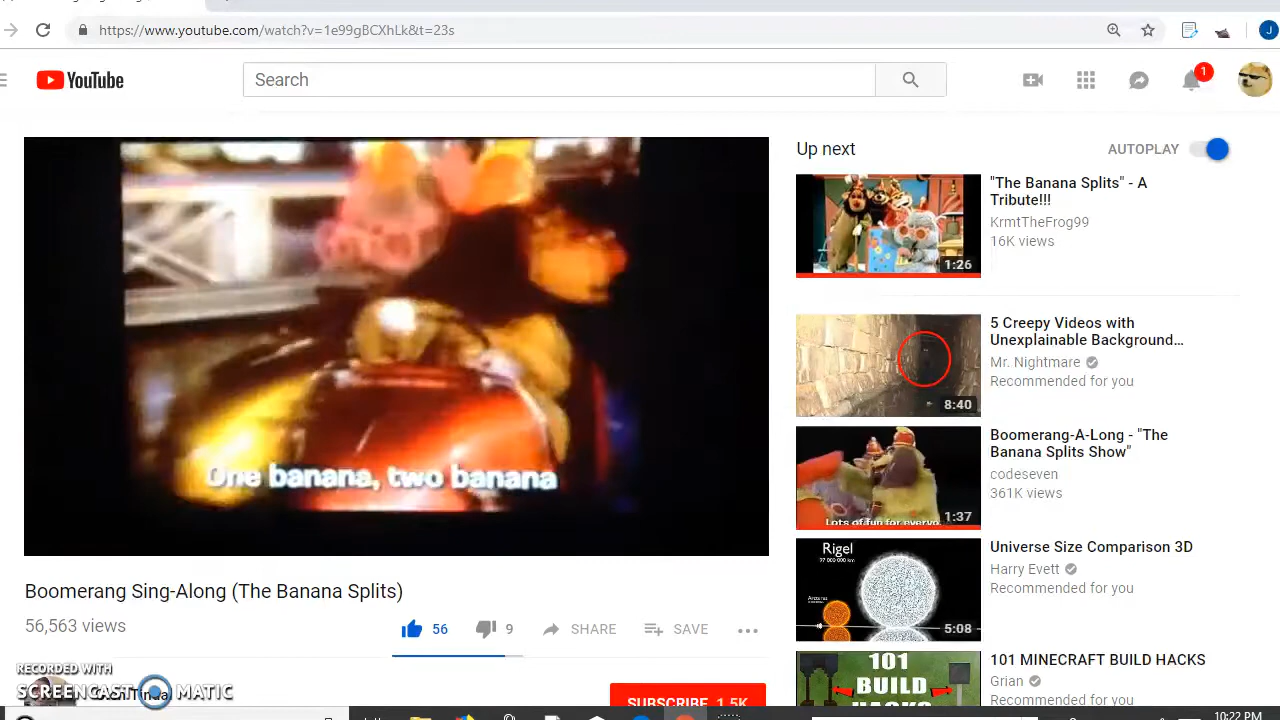 https://www.youtube.com/watch?v=1e99gBCXhLk&t=23s
J
YouTube
Search
1
One banana, two banana
Boomerang Sing-Along (The Banana Splits)
56,563 views
56
9
SHARE
SAVE
RECORDED WITH
SCREENCAST MATIC
SUBSCRIBE 1.5K
Up next
AUTOPLAY
1:26
"The Banana Splits" - A
Tribute!!!
KrmtTheFrog99
16K views
8:40
5 Creepy Videos with
Unexplainable Background...
Mr. Nightmare
Recommended for you
Lots of fun for everyo
1:37
Boomerang-A-Long - "The
Banana Splits Show"
codeseven
361K views
Rigel
Arcturus
5:08
Universe Size Comparison 3D
Harry Evett
Recommended for you
101
BUILD
HACKS
101 MINECRAFT BUILD HACKS
Grian
Recommended for you
10:22 PM